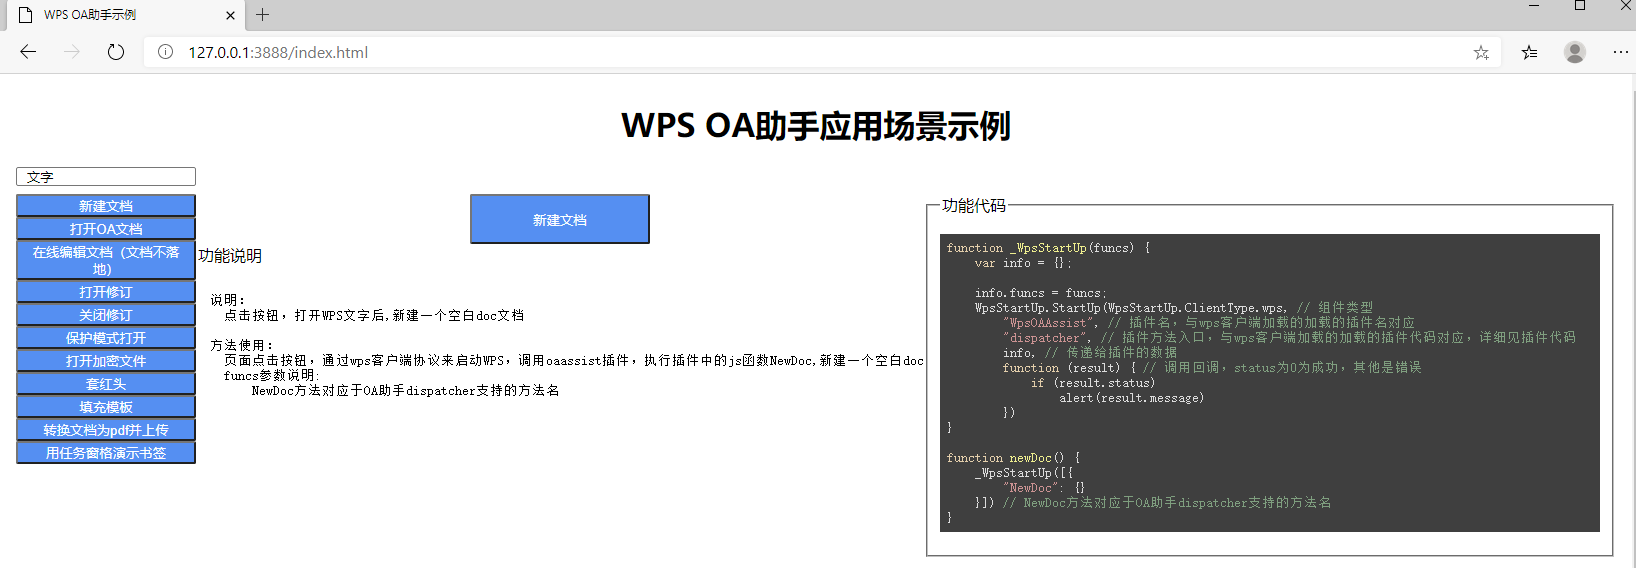 WPS OA助手示例
127.0.0.1:3888/index.html
WPS OA助手应用场景示例
文字
新建文档
打开OA文档
在线编辑文档（文档不落
地）
打开修订
关闭修订
保护模式打开
打开加密文件
套红头
填充模板
转换文档为pdf并上传
用任务窗格演示书签
新建文档
功能说明
说明：
点击按钮，打开WPS文字后,新建一个空白doc文档
方法使用：
页面点击按钮，通过wps客户端协议来启动WPS，调用oaassist插件，执行插件中的js函数NewDoc,新建一个空白doc
funcs参数说明:
NewDoc方法对应于OA助手dispatcher支持的方法名
功能代码
function _WpsStartUp(funcs) {
var info = {};
info.funcs = funcs;
WpsStartUp.StartUp(WpsStartUp.ClientType.wps, // 组件类型
"WpsOAAssist", // 插件名，与wps客户端加载的加载的插件名对应
"dispatcher", // 插件方法入口，与wps客户端加载的加载的插件代码对应，详细见插件代码
info, // 传递给插件的数据
function (result) { // 调用回调，status为0为成功，其他是错误
if (result.status)
alert(result.message)
})
}
function newDoc() {
_WpsStartUp([{
"NewDoc": {}
}]) // NewDoc方法对应于OA助手dispatcher支持的方法名
}